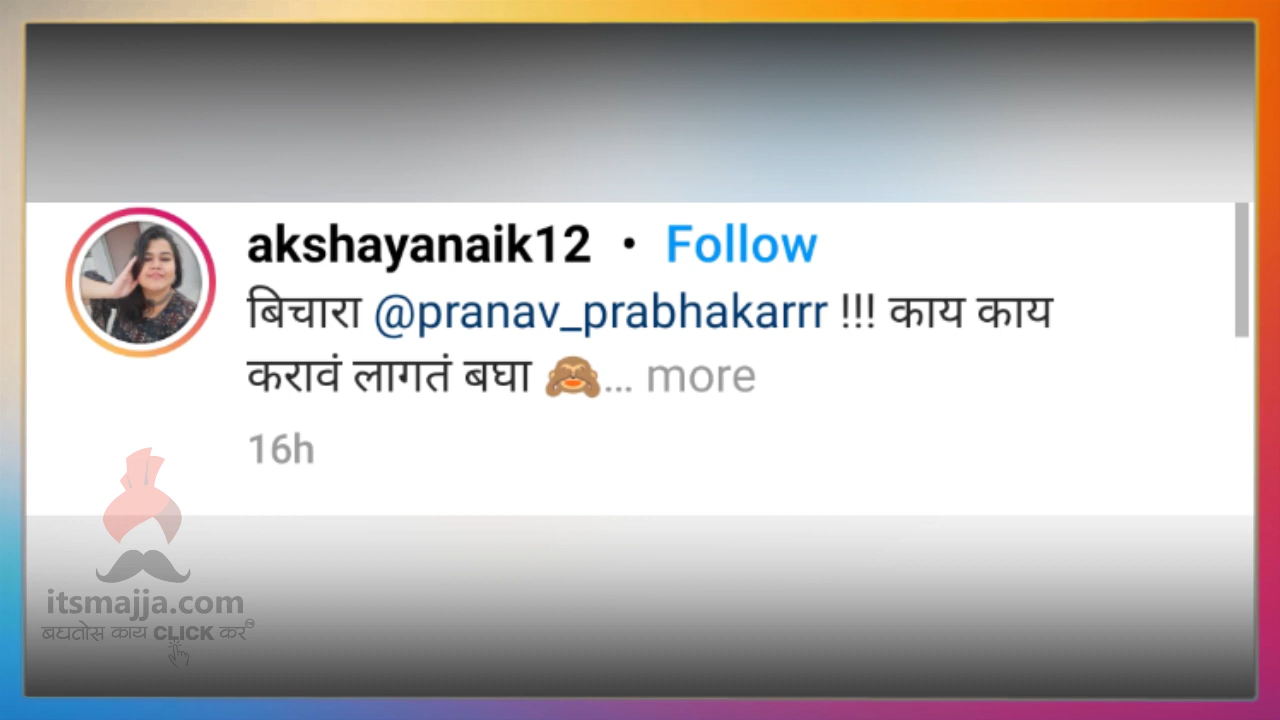 akshayanaik12 • Follow
बिचारा @pranav_prabhakarrr !!! काय काय
करावं लागतं बघा 🙈... more
16h
itsmajja.com
बघतोस काय CLICK कर